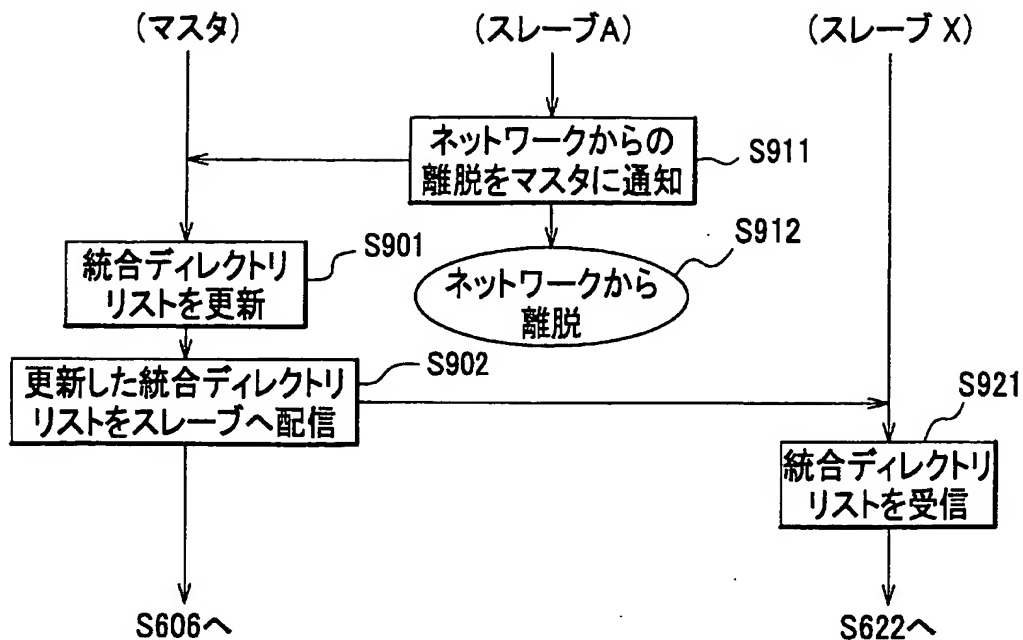 (マスタ)
(スレーブA)
(スレーブ X)
ネットワークからの
離脱をマスタに通知
S911
S912
ネットワークから
離脱
統合ディレクトリ
リストを更新
S901
更新した統合ディレクトリ
リストをスレーブへ配信
S902
S921
統合ディレクトリ
リストを受信
S606へ
S622へ